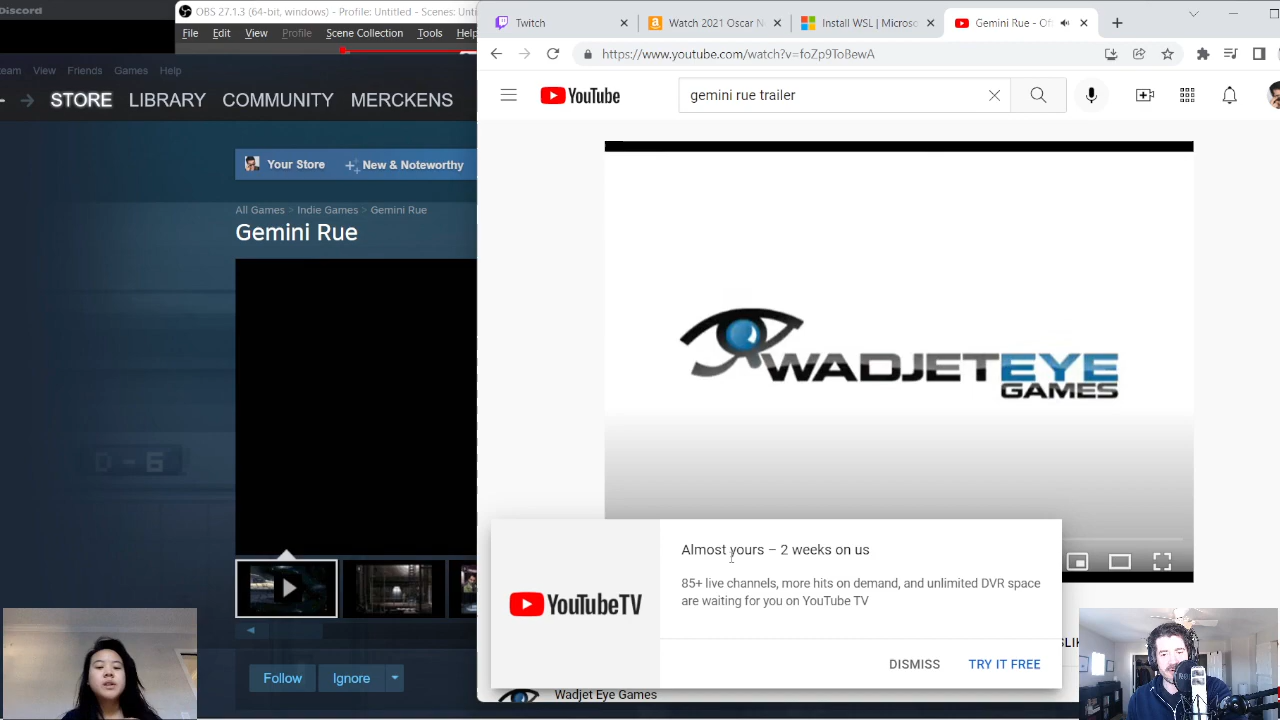 OBS 27.1.3 (64-bit, windows) - Profile: Untitled - Scenes:
File Edit View Profile Scene Collection Tools
View Friends Games Help
STORE LIBRARY COMMUNITY MERCKENS
Your Store New & Noteworthy
All Games > Indie Games > Gemini Rue
Gemini Rue
D-6
Follow Ignore
Twitch
Watch 2021 Oscar
Install WSL | Microsoft
Gemini Rue - Of
https://www.youtube.com/watch?v=foZp9ToBewA
YouTube
gemini rue trailer
WADJETEYE
GAMES
YouTubeTV
Almost yours – 2 weeks on us
85+ live channels, more hits on demand, and unlimited DVR space
are waiting for you on YouTube TV
DISMISS TRY IT FREE
Wadjet Eye Games